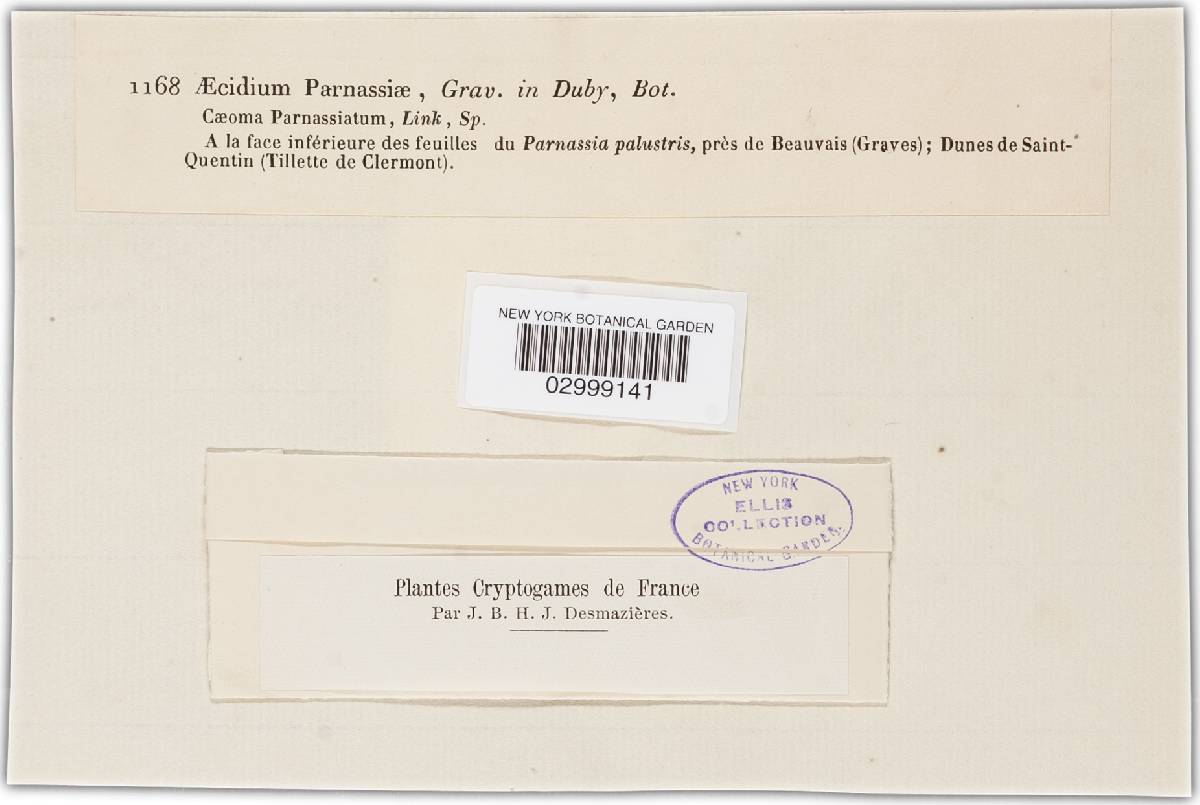 1168 Æcidium Parnassiæ, Grav. in Duby, Bot.
Cæoma Parnassiatum, Link, Sp.
A la face inférieure des feuilles du Parnassia palustris, près de Beauvais (Graves); Dunes de Saint-
Quentin (Tillette de Clermont).
NEW YORK BOTANICAL GARDEN
02999141
NEW YORK
ELLIS
COLLECTION
BOTANICAL GARDEN.
Plantes Cryptogames de France
Par J. B. H. J. Desmazières.